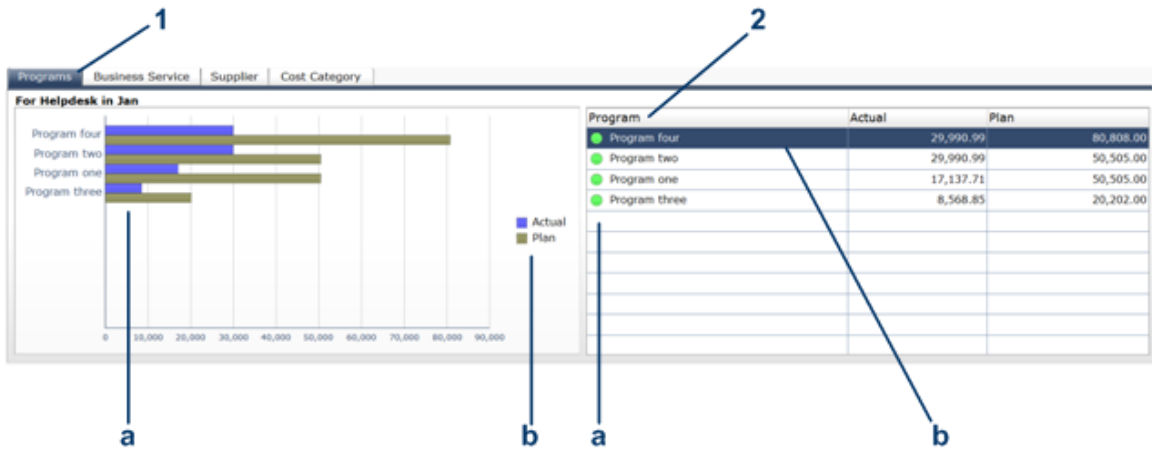 1
2
Programs Business Service Supplier Cost Category
For Helpdesk in Jan
Program four
Program two
Program one
Program three
Actual
Plan
0 10,000 20,000 30,000 40,000 50,000 60,000 70,000 80,000 90,000
Program Actual Plan
Program four 29,990.99 80,808.00
Program two 29,990.99 50,505.00
Program one 17,137.71 50,505.00
Program three 8,568.85 20,202.00
a
b
a
b